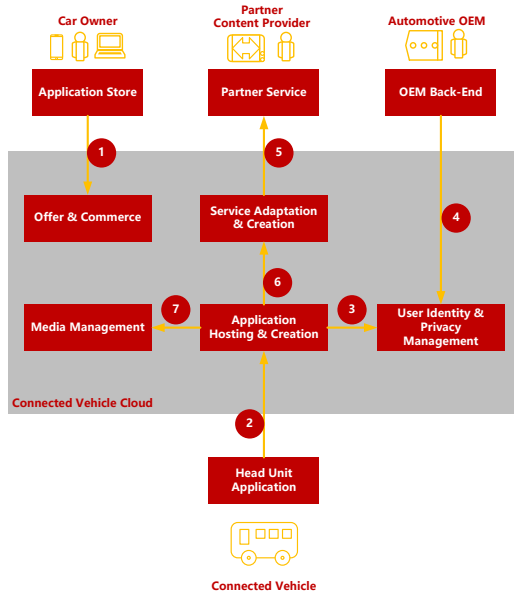 Car Owner
Partner
Content Provider
Automotive OEM
Application Store
Partner Service
OEM Back-End
1
5
4
Offer & Commerce
Service Adaptation
& Creation
6
7
3
Media Management
Application
Hosting & Creation
User Identity &
Privacy
Management
Connected Vehicle Cloud
2
Head Unit
Application
Connected Vehicle